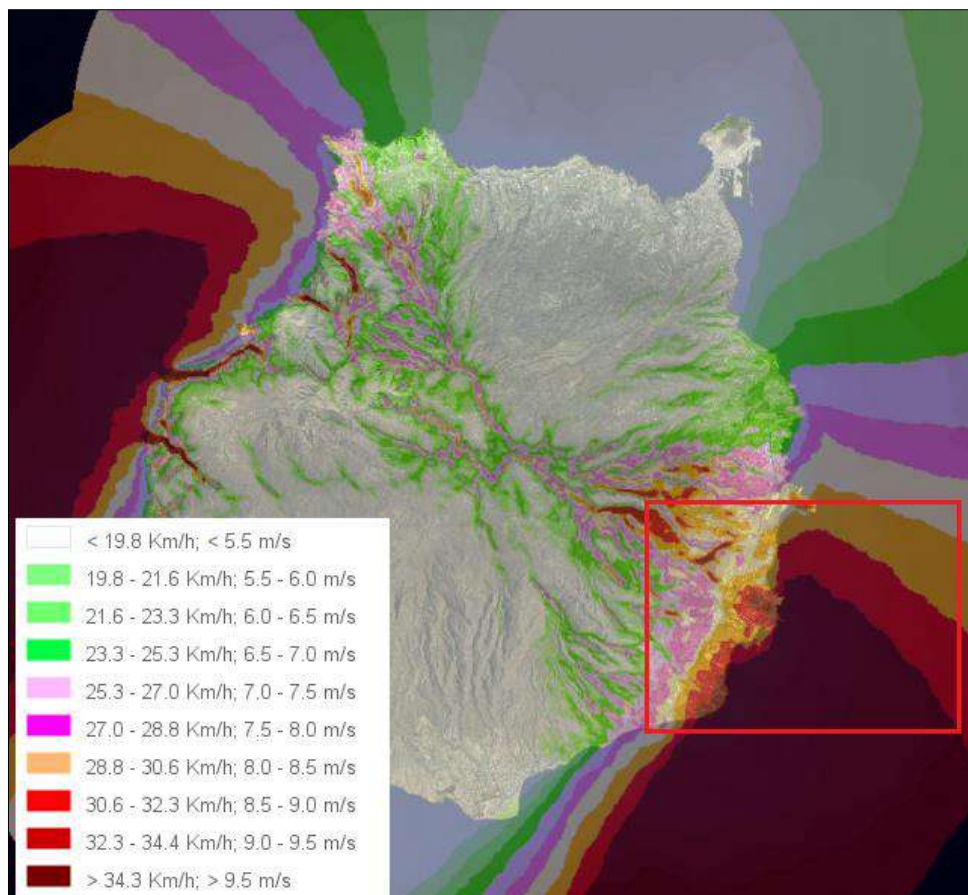 < 19.8 Km/h; < 5.5 m/s
19.8 - 21.6 Km/h; 5.5 - 6.0 m/s
21.6 - 23.3 Km/h; 6.0 - 6.5 m/s
23.3 - 25.3 Km/h; 6.5 - 7.0 m/s
25.3 - 27.0 Km/h; 7.0 - 7.5 m/s
27.0 - 28.8 Km/h; 7.5 - 8.0 m/s
28.8 - 30.6 Km/h; 8.0 - 8.5 m/s
30.6 - 32.3 Km/h; 8.5 - 9.0 m/s
32.3 - 34.4 Km/h; 9.0 - 9.5 m/s
> 34.3 Km/h; > 9.5 m/s